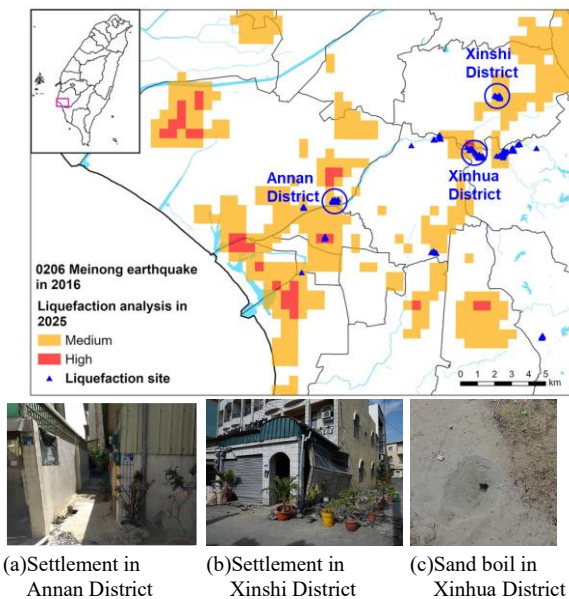 Xinshi
District
Annan
District
Xinhua
District
0206 Meinong earthquake
in 2016
Liquefaction analysis in
2025
Medium
High
Liquefaction site
0 1 2 3 4 5
km
(a)Settlement in
Annan District
(b)Settlement in
Xinshi District
(c)Sand boil in
Xinhua District